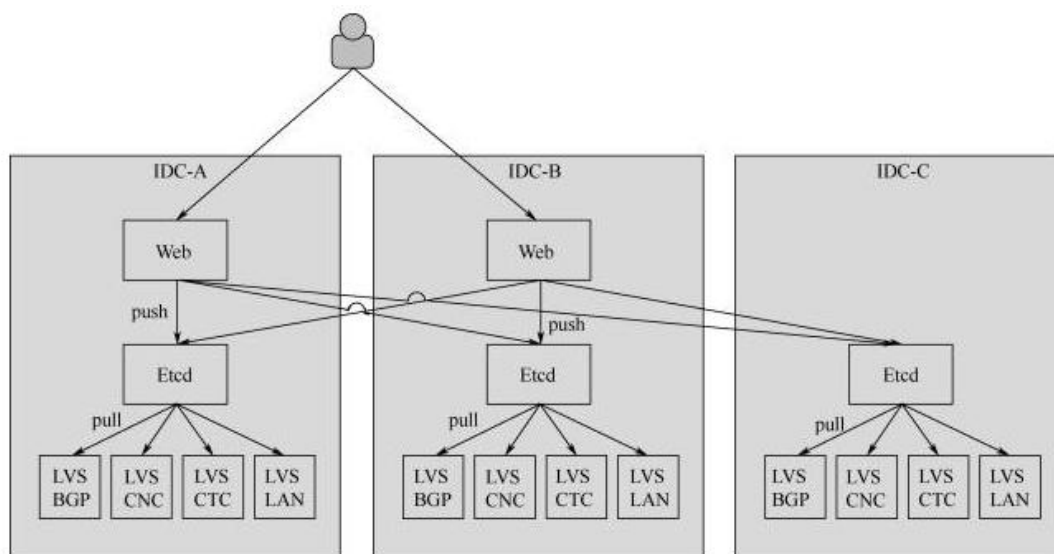 IDC-A
IDC-B
IDC-C
Web
Web
push
push
Etcd
Etcd
Etcd
pull
pull
pull
LVS
BGP
LVS
CNC
LVS
CTC
LVS
LAN
LVS
BGP
LVS
CNC
LVS
CTC
LVS
LAN
LVS
BGP
LVS
CNC
LVS
CTC
LVS
LAN